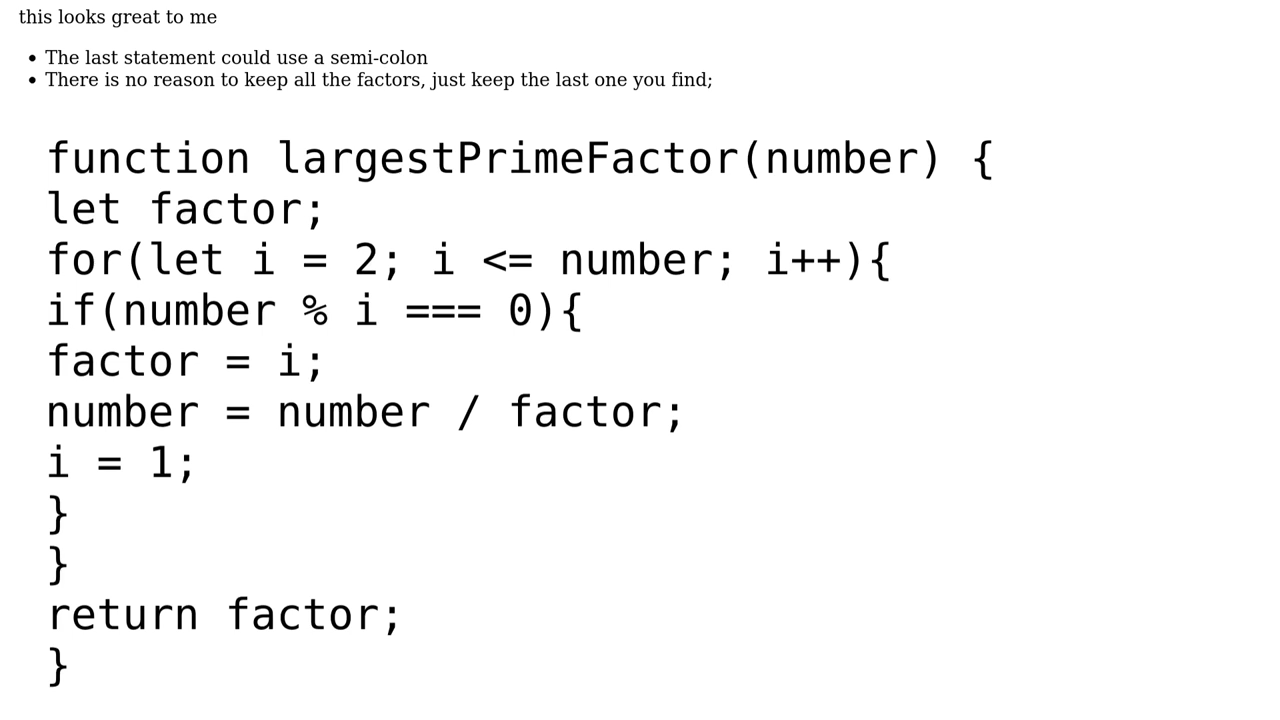 this looks great to me
• The last statement could use a semi-colon
• There is no reason to keep all the factors, just keep the last one you find;
function largestPrimeFactor(number) {
let factor;
for(let i = 2; i <= number; i++){
if(number % i === 0){
factor = i;
number = number / factor;
i = 1;
}
}
return factor;
}